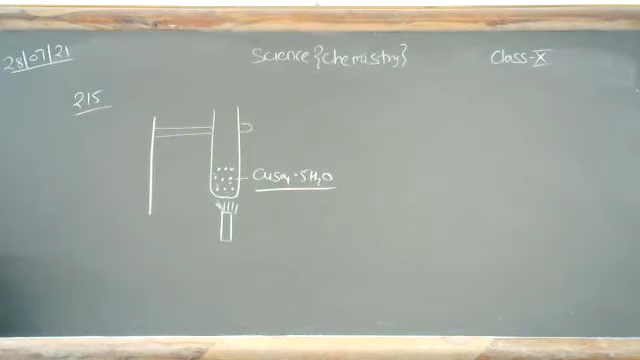 28/07/21
Science {Chemistry}
Class-X
215
CuSO4·5H2O